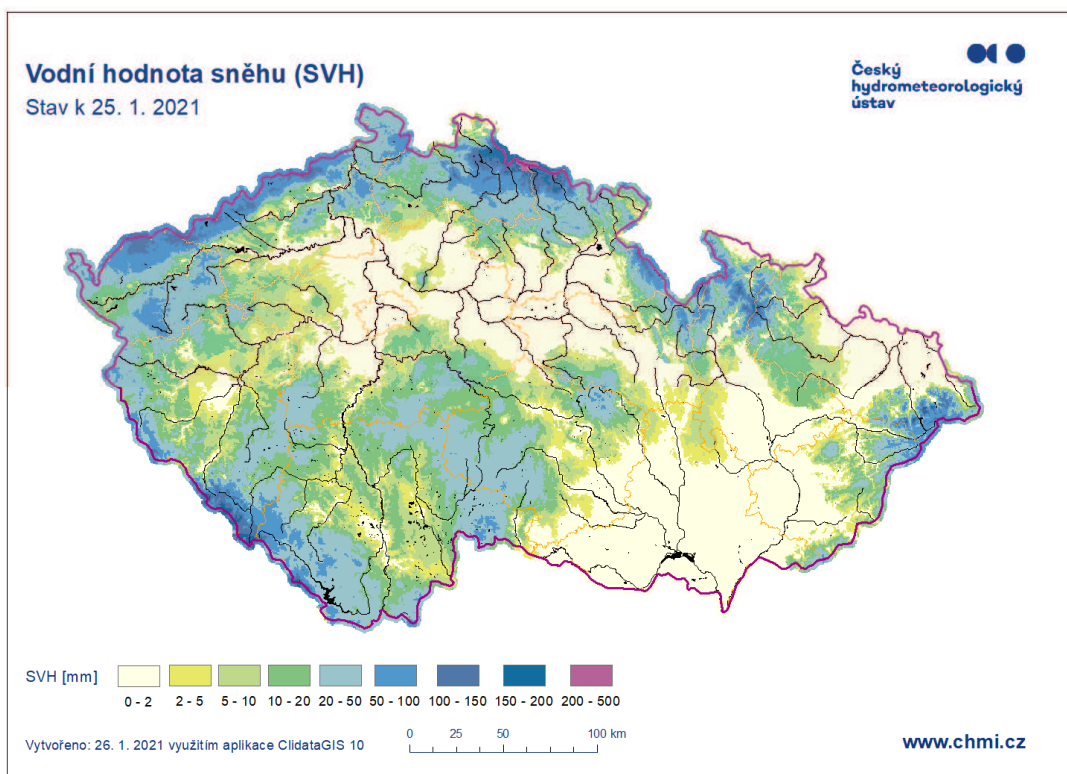 Vodní hodnota sněhu (SVH)
Stav k 25. 1. 2021
Český
hydrometeorologický
ústav
SVH [mm]
0 - 2
2 - 5
5 - 10
10 - 20
20 - 50
50 - 100
100 - 150
150 - 200
200 - 500
Vytvořeno: 26. 1. 2021 využitím aplikace ClidataGIS 10
0 25 50 100 km
www.chmi.cz